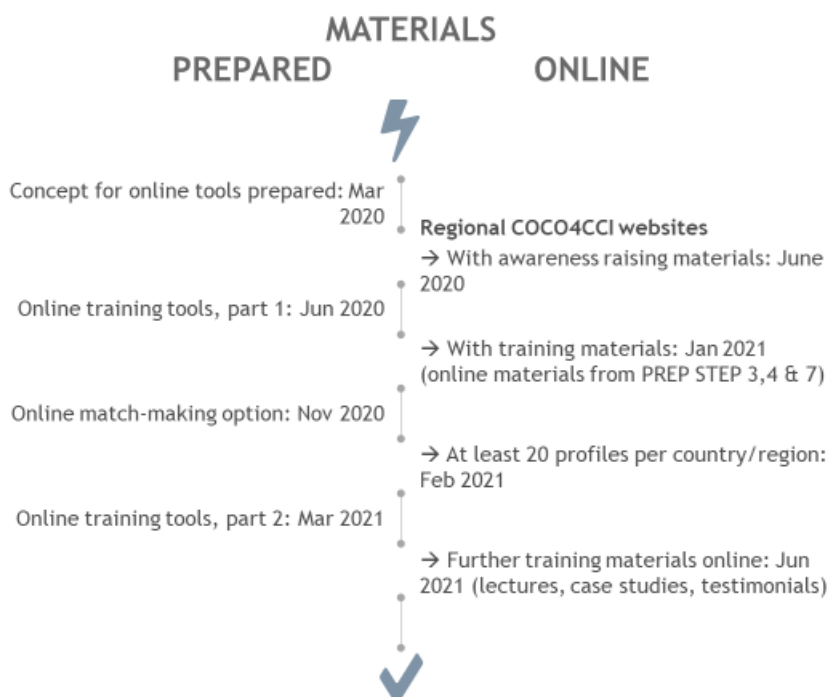 MATERIALS
PREPARED
ONLINE
Concept for online tools prepared: Mar
2020
Regional COCO4CCI websites
→ With awareness raising materials: June
2020
Online training tools, part 1: Jun 2020
→ With training materials: Jan 2021
(online materials from PREP STEP 3,4 & 7)
Online match-making option: Nov 2020
→ At least 20 profiles per country/region:
Feb 2021
Online training tools, part 2: Mar 2021
→ Further training materials online: Jun
2021 (lectures, case studies, testimonials)